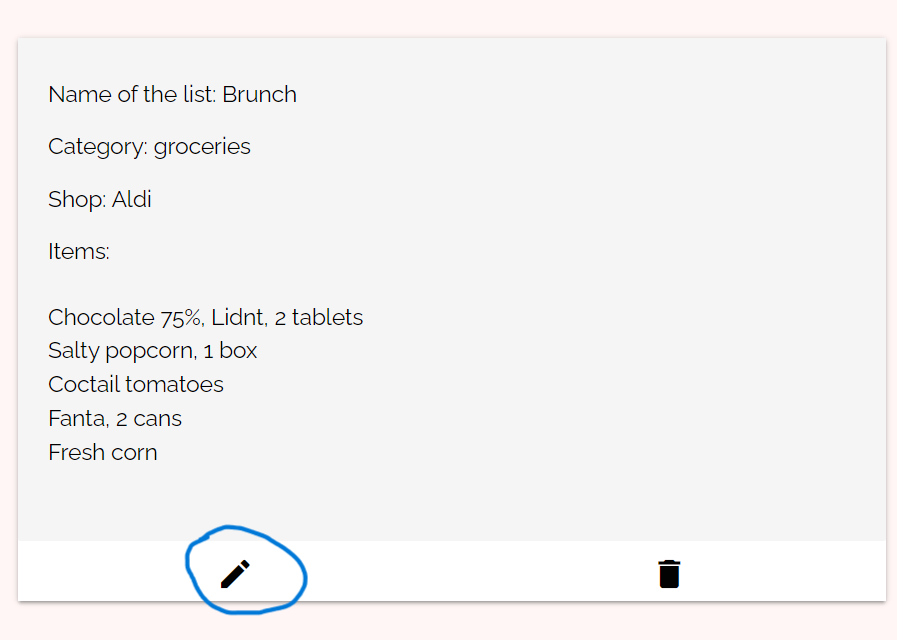 Name of the list: Brunch
Category: groceries
Shop: Aldi
Items:
Chocolate 75%, Lidnt, 2 tablets
Salty popcorn, 1 box
Coctail tomatoes
Fanta, 2 cans
Fresh corn